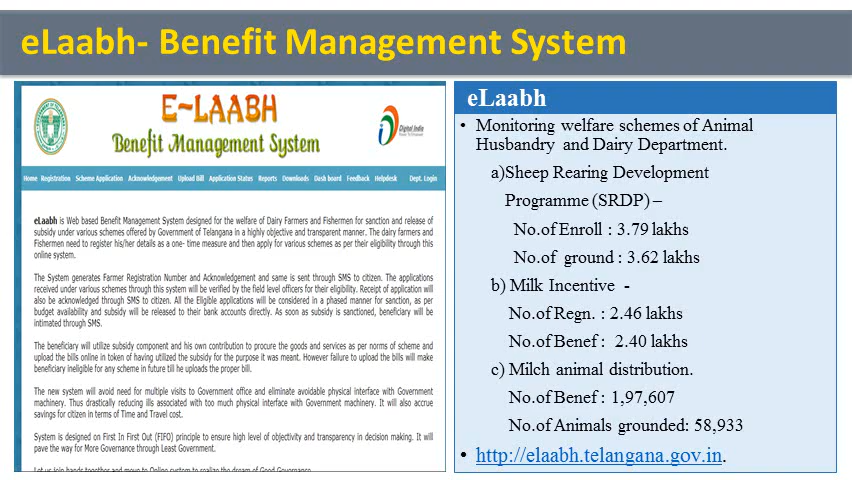 eLaabh- Benefit Management System
E-LAABH
Benefit Management System
Digital India
Home Registration Scheme Application Acknowledgement Upload Bill Application Status Reports Downloads Dash board Feedback Helpdesk Dept. Login
eLaabh is Web based Benefit Management System designed for the welfare of Dairy Farmers and Fishermen for sanction and release of
subsidy under various schemes offered by Government of Telangana in a highly objective and transparent manner. The dairy farmers and
Fishermen need to register his/her details as a one- time measure and then apply for various schemes as per their eligibility through this
online system.
The System generates Farmer Registration Number and Acknowledgement and same is sent through SMS to citizen. The applications
received under various schemes through this system will be verified by the field level officers for their eligibility. Receipt of application will
also be acknowledged through SMS to citizen. All the Eligible applications will be considered in a phased manner for sanction, as per
budget availability and subsidy will be released to their bank accounts directly. As soon as subsidy is sanctioned, beneficiary will be
intimated through SMS.
The beneficiary will utilize subsidy component and his own contribution to procure the goods and services as per norms of scheme and
upload the bills online in token of having utilized the subsidy for the purpose it was meant. However failure to upload the bills will make
beneficiary ineligible for any scheme in future till he uploads the proper bill.
The new system will avoid need for multiple visits to Government office and eliminate avoidable physical interface with Government
machinery. Thus drastically reducing ills associated with too much physical interface with Government machinery. It will also accrue
savings for citizen in terms of Time and Travel cost.
System is designed on First In First Out (FIFO) principle to ensure high level of objectivity and transparency in decision making. It will
pave the way for More Governance through Least Government.
Let us join hands together and move to Online system to realize the dream of Good Governance
eLaabh
• Monitoring welfare schemes of Animal
Husbandry and Dairy Department.
a)Sheep Rearing Development
Programme (SRDP) –
No.of Enroll : 3.79 lakhs
No.of ground : 3.62 lakhs
b) Milk Incentive -
No.of Regn. : 2.46 lakhs
No.of Benef : 2.40 lakhs
c) Milch animal distribution.
No.of Benef : 1,97,607
No.of Animals grounded: 58,933
• http://elaabh.telangana.gov.in.